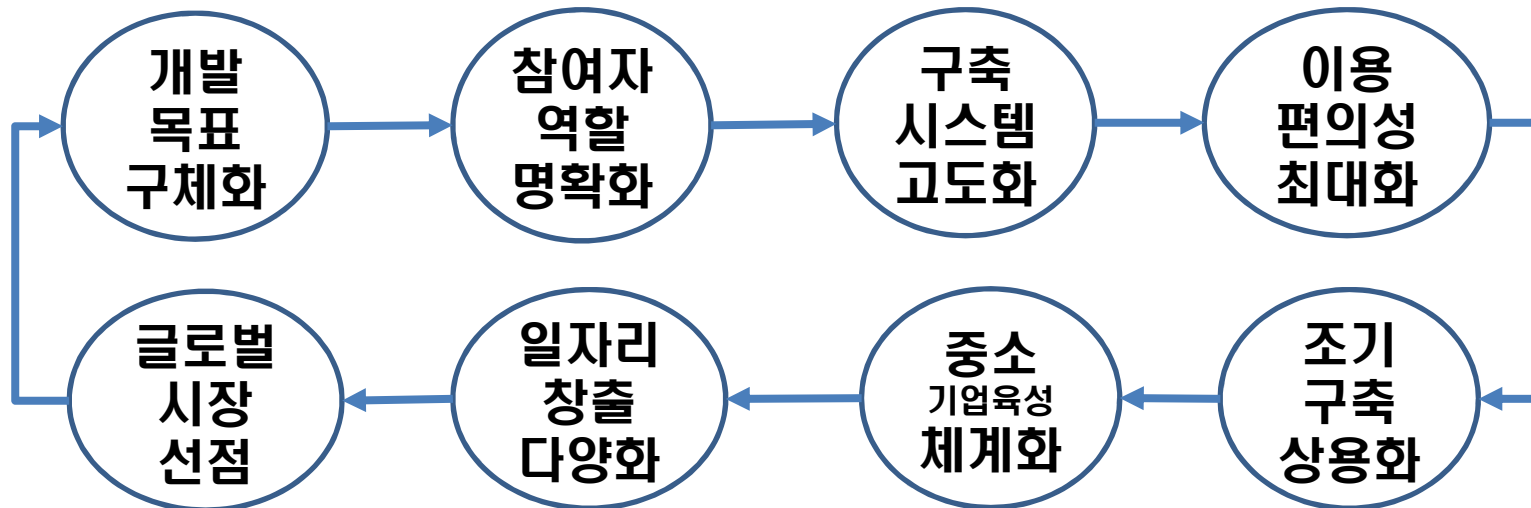 개발
목표
구체화
참여자
역할
명확화
구축
시스템
고도화
이용
편의성
최대화
조기
구축
상용화
중소
기업육성
체계화
일자리
창출
다양화
글로벌
시장
선점